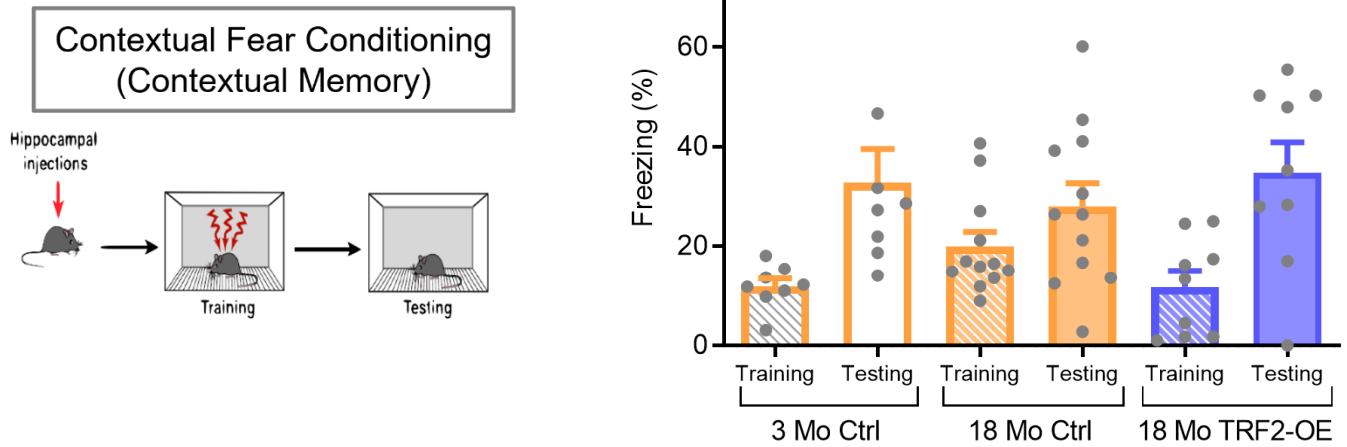 Contextual Fear Conditioning
(Contextual Memory)
Hippocampal
injections
Training
Testing
Freezing (%)
60
40
20
0
Training
Testing
Training
Testing
Training
Testing
3 Mo Ctrl
18 Mo Ctrl
18 Mo TRF2-OE